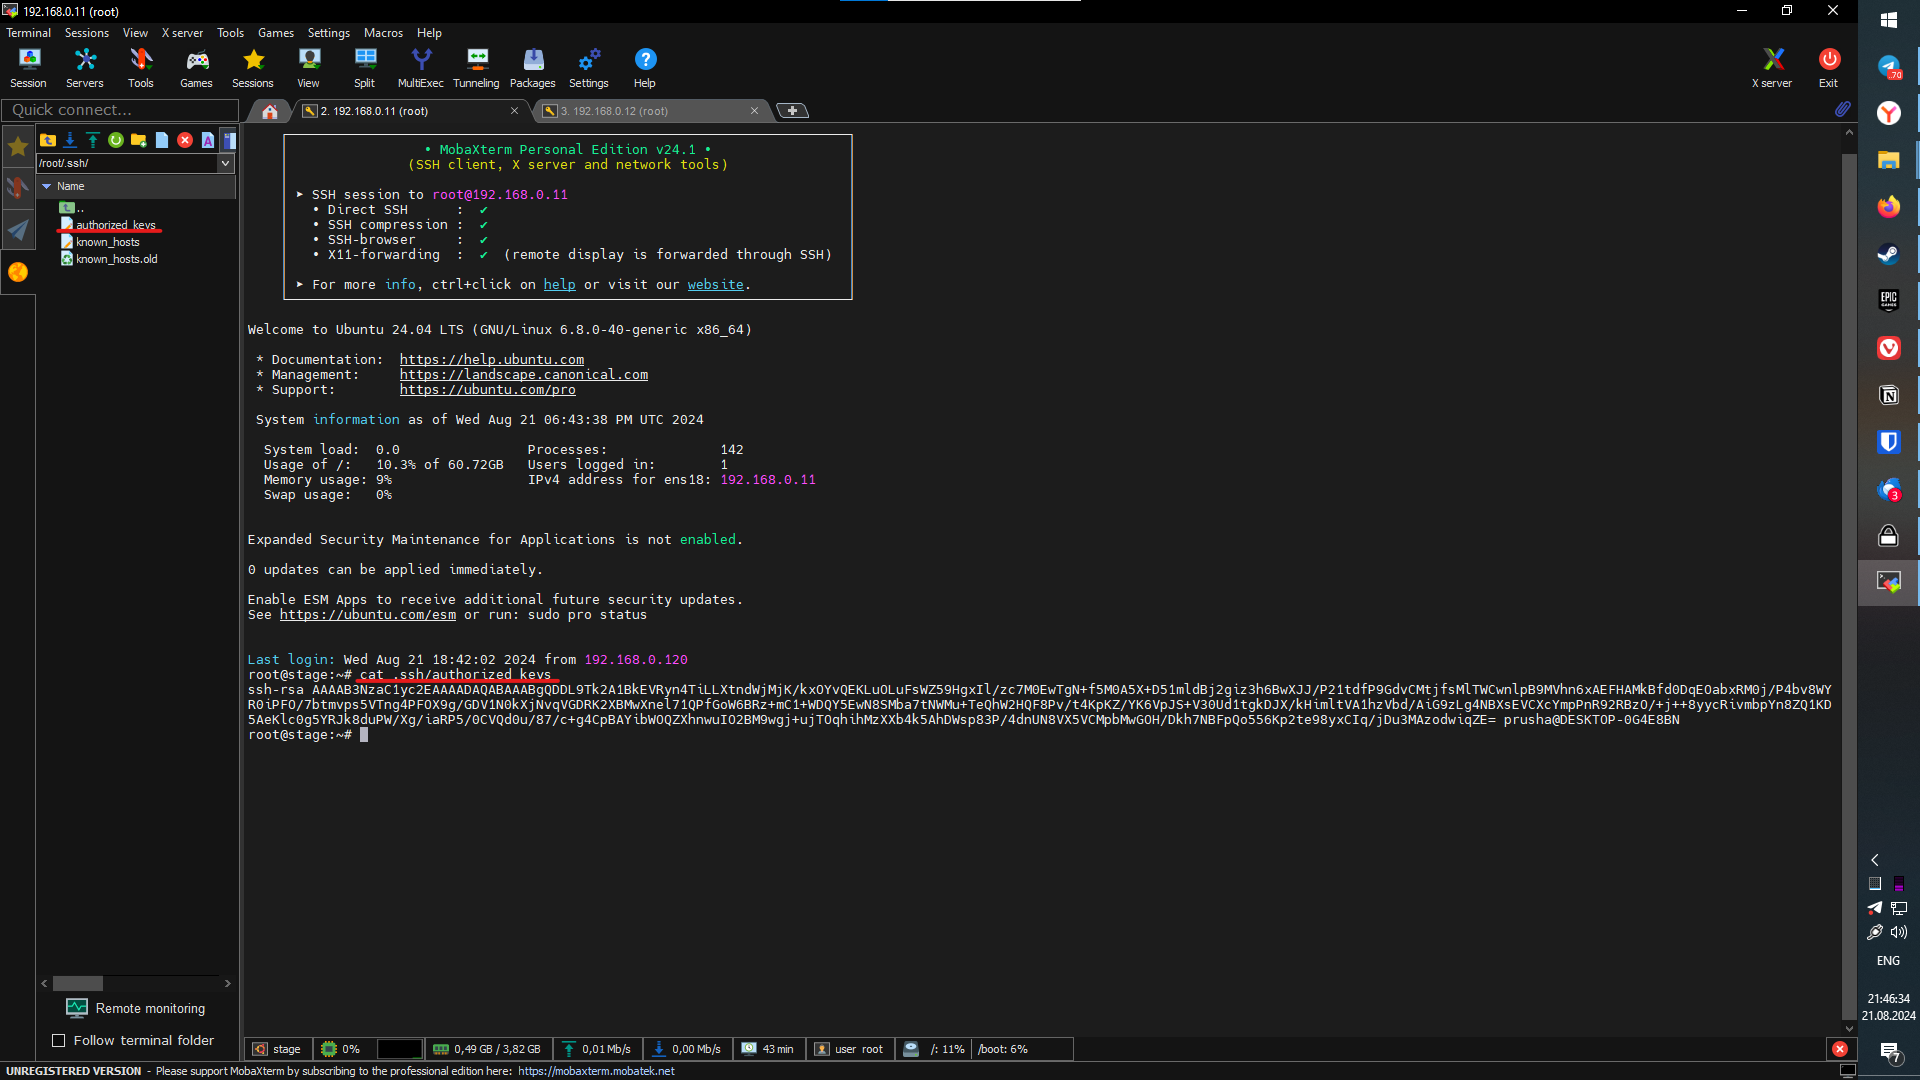 192.168.0.11 (root)
Terminal Sessions View X server Tools Games Settings Macros Help
Session Servers Tools Games Sessions View Split MultiExec Tunneling Packages Settings Help X server Exit
Quick connect...
2. 192.168.0.11 (root)
3. 192.168.0.12 (root)
/root/.ssh/
Name
..
authorized_keys
known_hosts
known_hosts.old
• MobaXterm Personal Edition v24.1 •
(SSH client, X server and network tools)
➤ SSH session to root@192.168.0.11
• Direct SSH : ✔
• SSH compression : ✔
• SSH-browser : ✔
• X11-forwarding : ✔ (remote display is forwarded through SSH)
➤ For more info, ctrl+click on help or visit our website.
Welcome to Ubuntu 24.04 LTS (GNU/Linux 6.8.0-40-generic x86_64)
* Documentation: https://help.ubuntu.com
* Management: https://landscape.canonical.com
* Support: https://ubuntu.com/pro
System information as of Wed Aug 21 06:43:38 PM UTC 2024
System load: 0.0 Processes: 142
Usage of /: 10.3% of 60.72GB Users logged in: 1
Memory usage: 9% IPv4 address for ens18: 192.168.0.11
Swap usage: 0%
Expanded Security Maintenance for Applications is not enabled.
0 updates can be applied immediately.
Enable ESM Apps to receive additional future security updates.
See https://ubuntu.com/esm or run: sudo pro status
Last login: Wed Aug 21 18:42:02 2024 from 192.168.0.120
root@stage:~# cat .ssh/authorized_keys
ssh-rsa AAAAB3NzaC1yc2EAAAADAQABAAABgQDDL9Tk2A1BkEVRyn4TiLLXtndWjMjK/kxOYvQEKLuOLuFsWZ59HgxIl/zc7M0EwTgN+f5M0A5X+D51mldBj2giz3h6BwXJJ/P21tdfP9GdvCMtjfsMlTWCwnlpB9MVhn6xAEFHAMkBfd0DqEOabxRM0j/P4bv8WY
R0iPFO/7btmvps5VTng4PFOX9g/GDV1N0kXjNvqVGDRK2XBMwXnel71QPfGoW6BRz+mC1+WDQY5EwN8SMba7tNWMu+TeQhW2HQF8Pv/t4KpKZ/YK6VpJS+V30Ud1tgkDJX/kHimltVA1hzVbd/AiG9zLg4NBXsEVCXcYmpPnR92RBzO/+j++8yycRivmbpYn8ZQ1KD
5AeKlc0g5YRJk8duPW/Xg/iaRP5/0CVQd0u/87/c+g4CpBAYibWOQZXhnwuIO2BM9wgj+ujTOqhihMzXXb4k5AhDWsp83P/4dnUN8VX5VCMpbMwGOH/Dkh7NBFpQo556Kp2te98yxCIq/jDu3MAzodwiqZE= prusha@DESKTOP-0G4E8BN
root@stage:~#
Remote monitoring
Follow terminal folder
stage 0% 0,49 GB / 3,82 GB 0,01 Mb/s 0,00 Mb/s 43 min user root /: 11% /boot: 6%
UNREGISTERED VERSION - Please support MobaXterm by subscribing to the professional edition here: https://mobaxterm.mobatek.net
70
EPIC
GAMES
3
ENG
21:46:34
21.08.2024
7